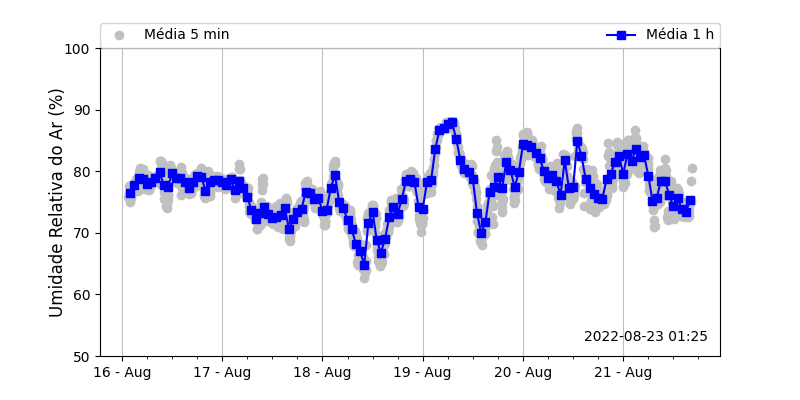 Média 5 min
Média 1 h
100
90
80
70
60
50
Umidade Relativa do Ar (%)
2022-08-23 01:25
16 - Aug
17 - Aug
18 - Aug
19 - Aug
20 - Aug
21 - Aug